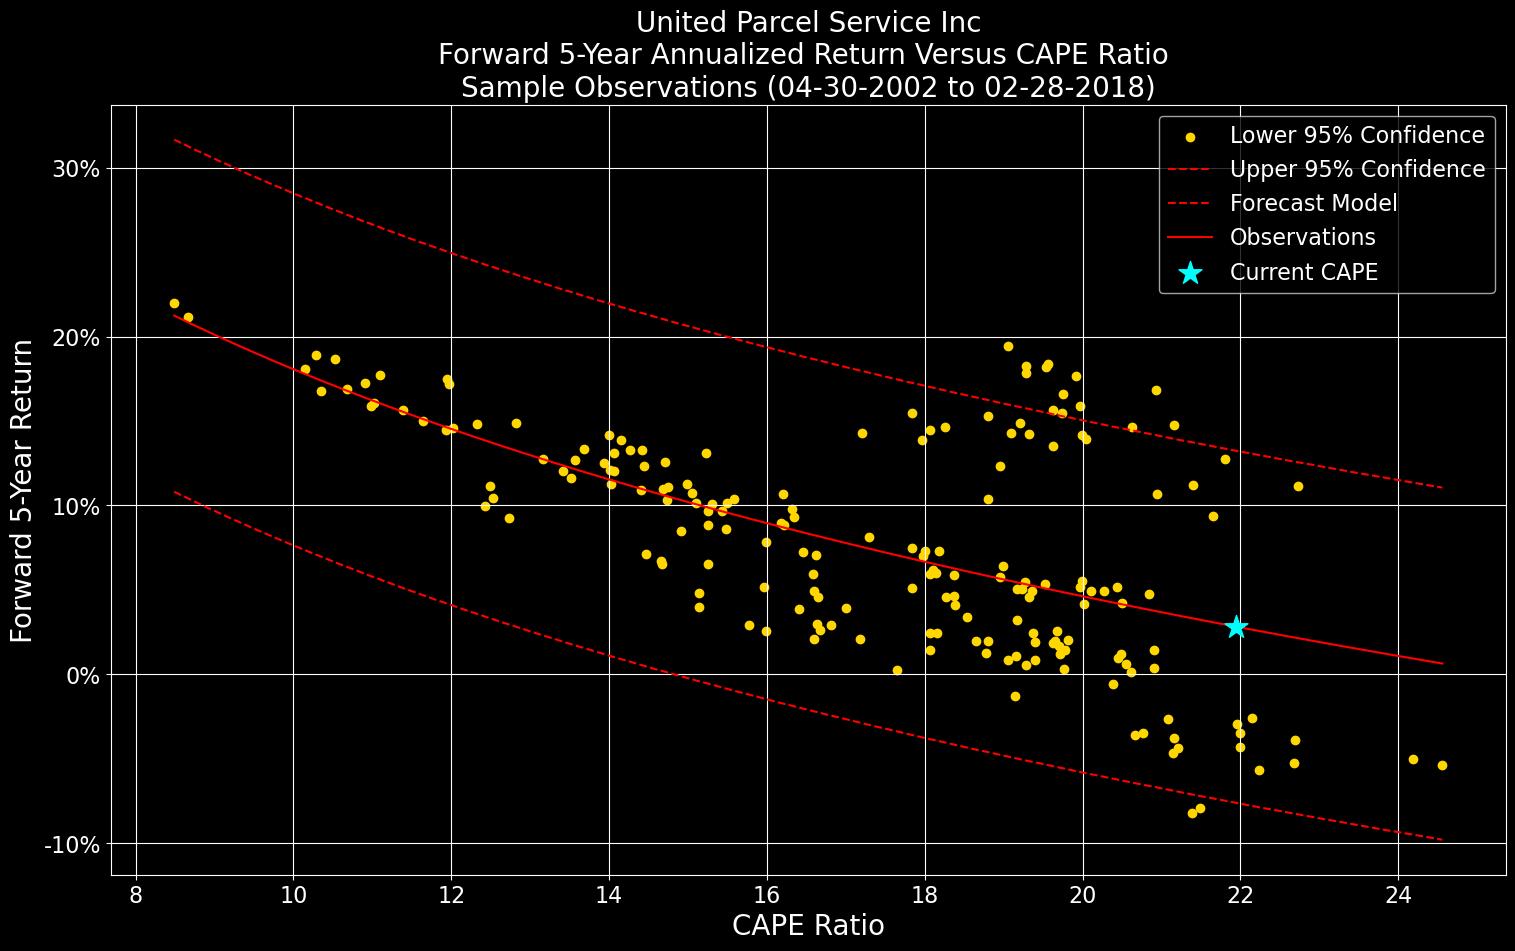 United Parcel Service Inc
Forward 5-Year Annualized Return Versus CAPE Ratio
Sample Observations (04-30-2002 to 02-28-2018)
Lower 95% Confidence
Upper 95% Confidence
Forecast Model
Observations
Current CAPE
Forward 5-Year Return
30%
20%
10%
0%
-10%
8 10 12 14 16 18 20 22 24
CAPE Ratio